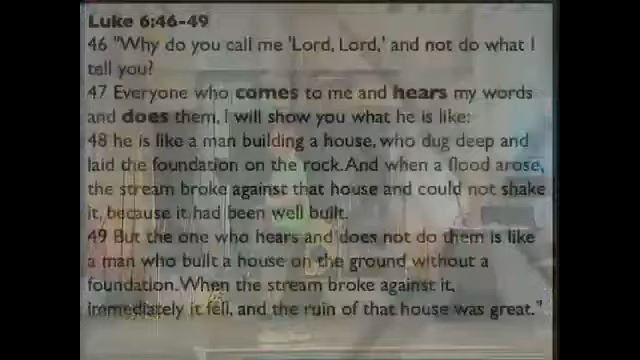 Luke 6:46-49
46 "Why do you call me 'Lord, Lord,' and not do what I
tell you?
47 Everyone who comes to me and hears my words
and does them, I will show you what he is like:
48 he is like a man building a house, who dug deep and
laid the foundation on the rock. And when a flood arose,
the stream broke against that house and could not shake
it, because it had been well built.
49 But the one who hears and does not do them is like
a man who built a house on the ground without a
foundation. When the stream broke against it,
immediately it fell, and the ruin of that house was great."